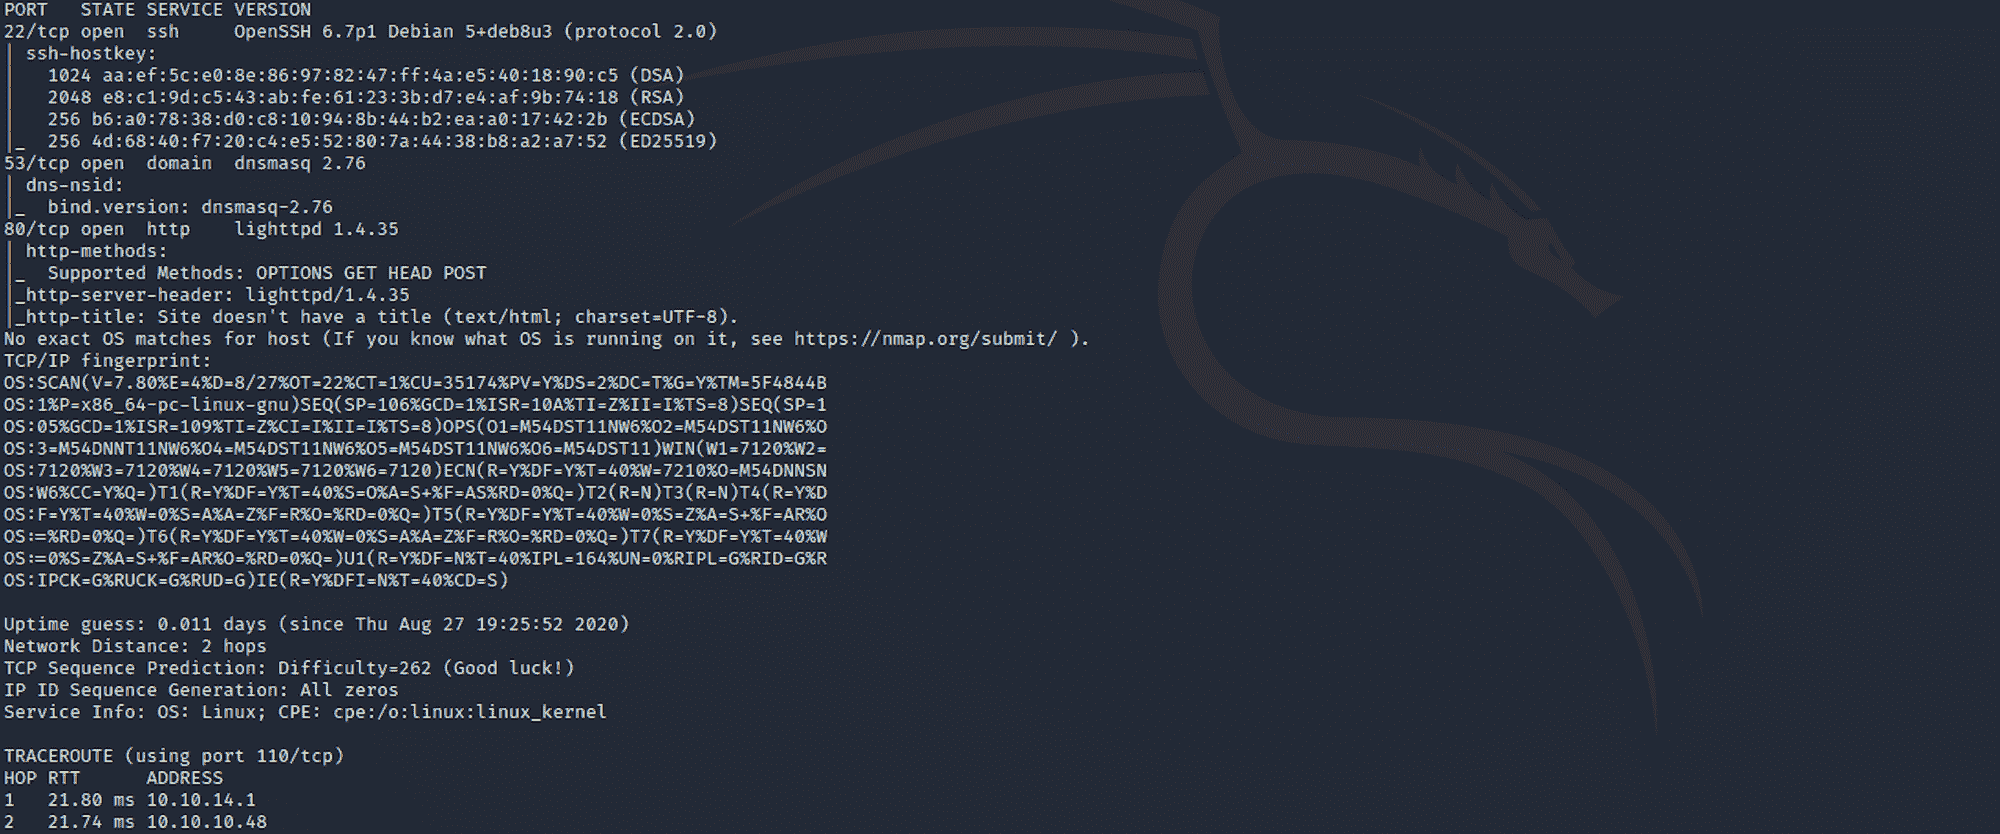 PORT   STATE SERVICE VERSION
22/tcp open  ssh     OpenSSH 6.7p1 Debian 5+deb8u3 (protocol 2.0)
| ssh-hostkey:
|   1024 aa:ef:5c:e0:8e:86:97:82:47:ff:4a:e5:40:18:90:c5 (DSA)
|   2048 e8:c1:9d:c5:43:ab:fe:61:23:3b:d7:e4:af:9b:74:18 (RSA)
|   256 b6:a0:78:38:d0:c8:10:94:8b:44:b2:ea:a0:17:42:2b (ECDSA)
|_  256 4d:68:40:f7:20:c4:e5:52:80:7a:44:38:b8:a2:a7:52 (ED25519)
53/tcp open  domain  dnsmasq 2.76
| dns-nsid:
|_  bind.version: dnsmasq-2.76
80/tcp open  http    lighttpd 1.4.35
| http-methods:
|_  Supported Methods: OPTIONS GET HEAD POST
|_http-server-header: lighttpd/1.4.35
|_http-title: Site doesn't have a title (text/html; charset=UTF-8).
No exact OS matches for host (If you know what OS is running on it, see https://nmap.org/submit/ ).
TCP/IP fingerprint:
OS:SCAN(V=7.80%E=4%D=8/27%OT=22%CT=1%CU=35174%PV=Y%DS=2%DC=T%G=Y%TM=5F4844B
OS:1%P=x86_64-pc-linux-gnu)SEQ(SP=106%GCD=1%ISR=10A%TI=Z%II=I%TS=8)SEQ(SP=1
OS:05%GCD=1%ISR=109%TI=Z%CI=I%II=I%TS=8)OPS(O1=M54DST11NW6%O2=M54DST11NW6%O
OS:3=M54DNNT11NW6%O4=M54DST11NW6%O5=M54DST11NW6%O6=M54DST11)WIN(W1=7120%W2=
OS:7120%W3=7120%W4=7120%W5=7120%W6=7120)ECN(R=Y%DF=Y%T=40%W=7210%O=M54DNNSN
OS:W6%CC=Y%Q=)T1(R=Y%DF=Y%T=40%S=O%A=S+%F=AS%RD=0%Q=)T2(R=N)T3(R=N)T4(R=Y%D
OS:F=Y%T=40%W=0%S=A%A=Z%F=R%O=%RD=0%Q=)T5(R=Y%DF=Y%T=40%W=0%S=Z%A=S+%F=AR%O
OS:=%RD=0%Q=)T6(R=Y%DF=Y%T=40%W=0%S=A%A=Z%F=R%O=%RD=0%Q=)T7(R=Y%DF=Y%T=40%W
OS:=0%S=Z%A=S+%F=AR%O=%RD=0%Q=)U1(R=Y%DF=N%T=40%IPL=164%UN=0%RIPL=G%RID=G%R
OS:IPCK=G%RUCK=G%RUD=G)IE(R=Y%DFI=N%T=40%CD=S)
Uptime guess: 0.011 days (since Thu Aug 27 19:25:52 2020)
Network Distance: 2 hops
TCP Sequence Prediction: Difficulty=262 (Good luck!)
IP ID Sequence Generation: All zeros
Service Info: OS: Linux; CPE: cpe:/o:linux:linux_kernel
TRACEROUTE (using port 110/tcp)
HOP RTT      ADDRESS
1   21.80 ms 10.10.14.1
2   21.74 ms 10.10.10.48